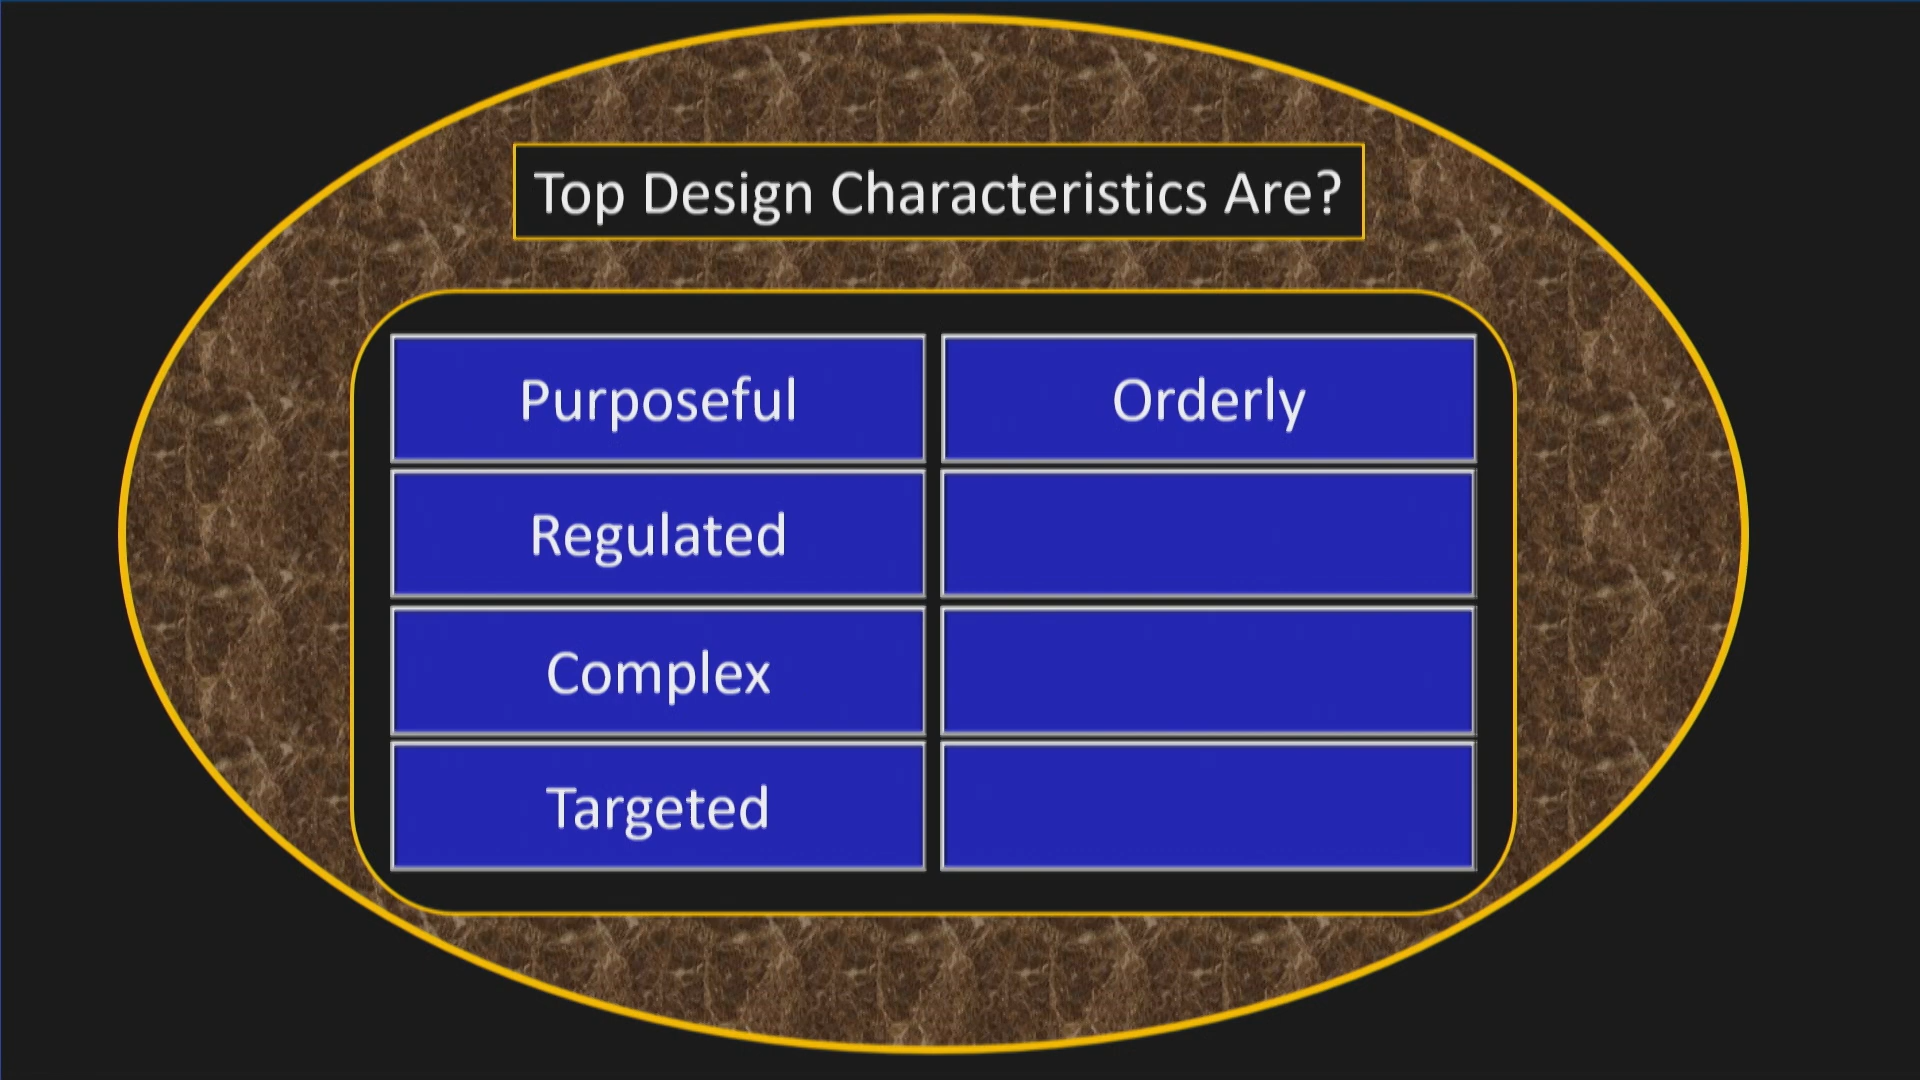 Top Design Characteristics Are?
Purposeful
Orderly
Regulated
Complex
Targeted